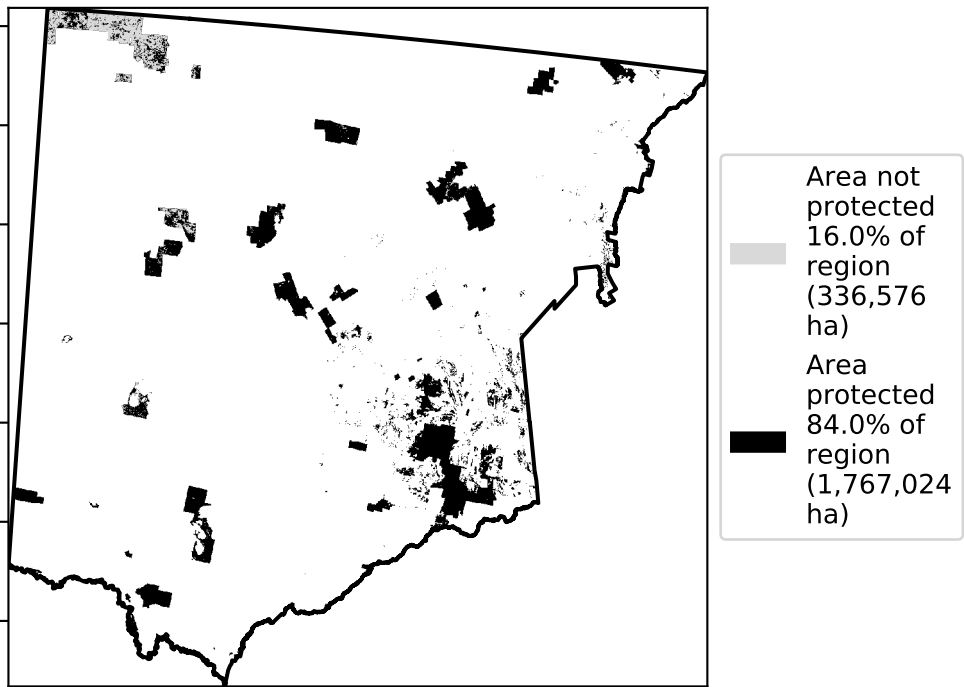 Area not
protected
16.0% of
region
(336,576
ha)
Area
protected
84.0% of
region
(1,767,024
ha)